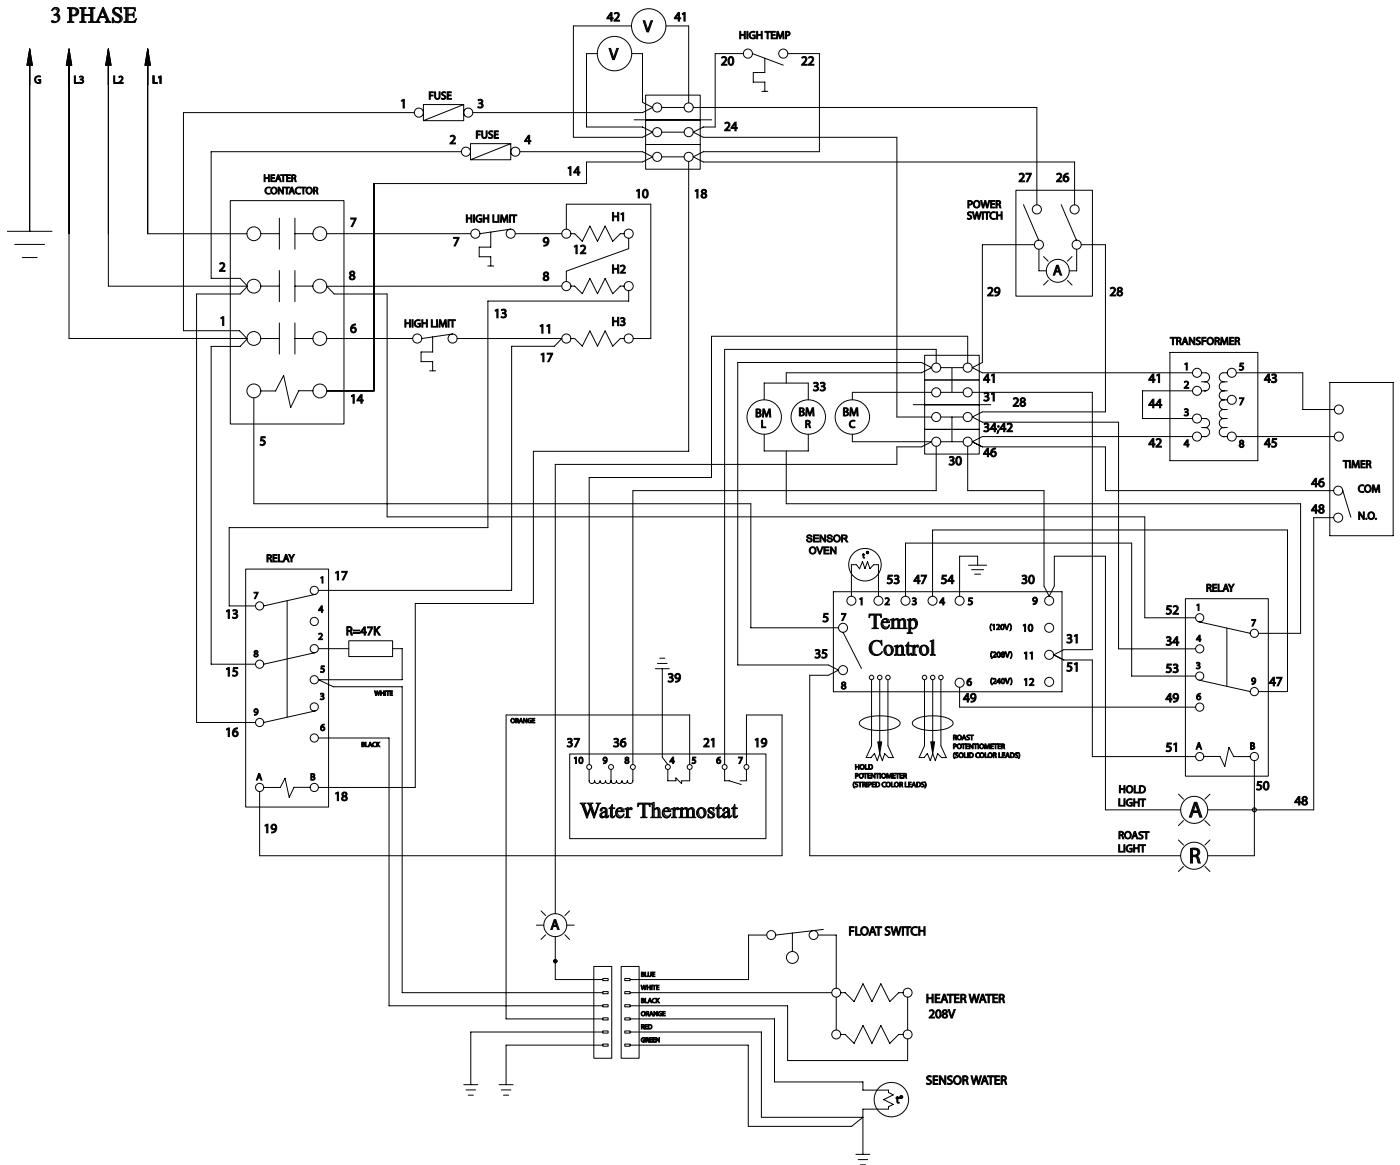 3 PHASE
G
L3
L2
L1
42
V
41
V
HIGH TEMP
20
22
1
FUSE
3
2
FUSE
4
24
14
18
HEATER
CONTACTOR
7
HIGH LIMIT
7
9
10
H1
12
2
8
8
H2
13
1
6
HIGH LIMIT
11
H3
17
14
5
27
26
POWER
SWITCH
A
29
28
TRANSFORMER
41
1
2
44
3
42
4
5
43
7
8
45
TIMER
46
COM
48
N.O.
33
BM
L
BM
R
BM
C
41
31
28
34;42
46
30
RELAY
17
1
7
13
4
2
R=47K
8
15
5
WHITE
3
9
16
6
BLACK
A
B
18
19
SENSOR
OVEN
t°
53
47
54
30
1
2
3
4
5
9
5
7
Temp
Control
(120V)
10
31
35
(208V)
11
51
8
6
(240V)
12
49
HOLD
POTENTIOMETER
(STRIPED COLOR LEADS)
ROAST
POTENTIOMETER
(SOLID COLOR LEADS)
RELAY
52
1
7
34
4
53
3
9
47
49
6
51
A
B
50
HOLD
LIGHT
A
48
ROAST
LIGHT
R
39
ORANGE
37
36
21
19
10
9
8
4
5
6
7
Water Thermostat
A
BLUE
WHITE
BLACK
ORANGE
RED
GREEN
FLOAT SWITCH
HEATER WATER
208V
SENSOR WATER
t°